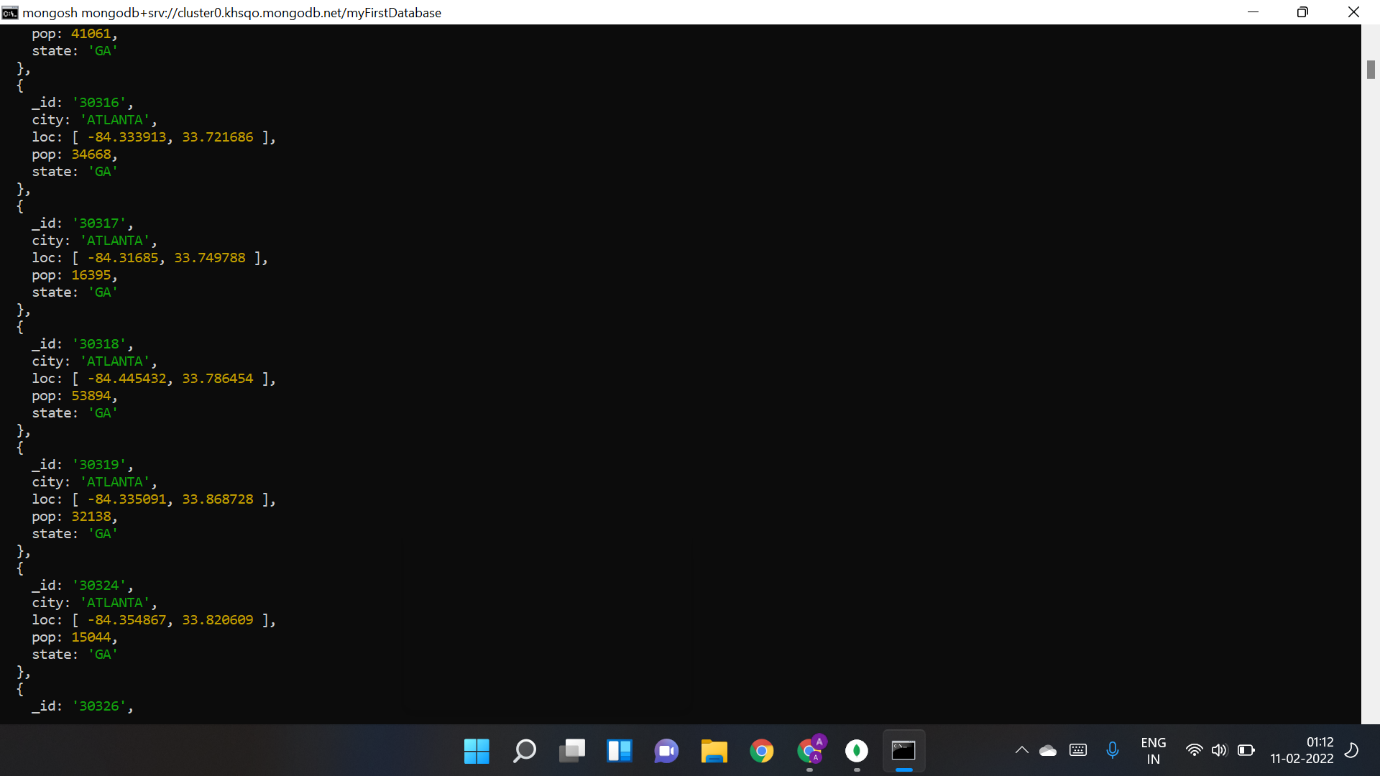 mongosh mongodb+srv://cluster0.khsqo.mongodb.net/myFirstDatabase
pop: 41061,
state: 'GA'
},
{
_id: '30316',
city: 'ATLANTA',
loc: [ -84.333913, 33.721686 ],
pop: 34668,
state: 'GA'
},
{
_id: '30317',
city: 'ATLANTA',
loc: [ -84.31685, 33.749788 ],
pop: 16395,
state: 'GA'
},
{
_id: '30318',
city: 'ATLANTA',
loc: [ -84.445432, 33.786454 ],
pop: 53894,
state: 'GA'
},
{
_id: '30319',
city: 'ATLANTA',
loc: [ -84.335091, 33.868728 ],
pop: 32138,
state: 'GA'
},
{
_id: '30324',
city: 'ATLANTA',
loc: [ -84.354867, 33.820609 ],
pop: 15044,
state: 'GA'
},
{
_id: '30326',
A
A
ENG
IN
01:12
11-02-2022